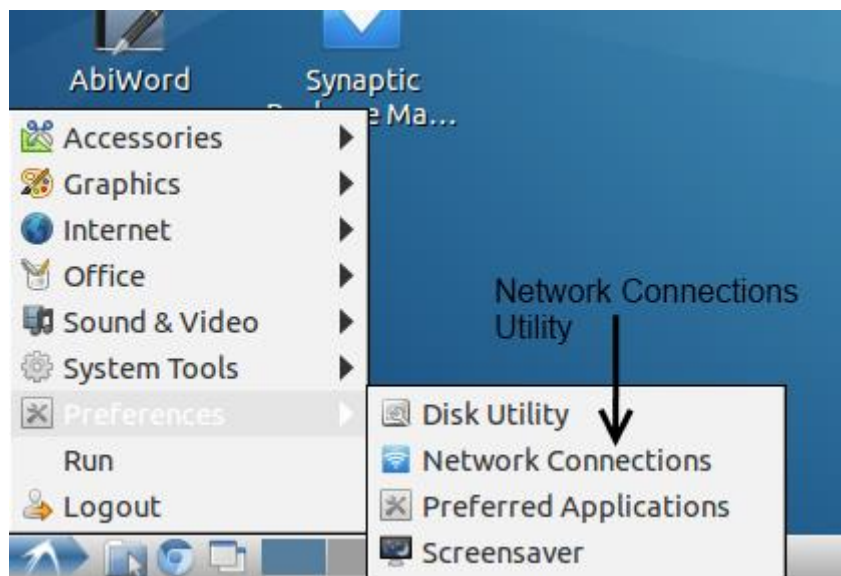 AbiWord
Synaptic
Ma...
Accessories
Graphics
Internet
Office
Sound & Video
System Tools
Preferences
Run
Logout
Network Connections
Utility
Disk Utility
Network Connections
Preferred Applications
Screensaver